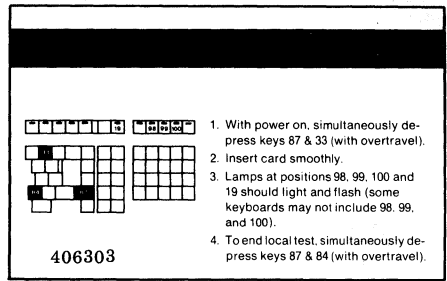 19 98 99 100
1. With power on, simultaneously de-
press keys 87 & 33 (with overtravel).
2. Insert card smoothly.
3. Lamps at positions 98, 99, 100 and
19 should light and flash (some
keyboards may not include 98. 99,
and 100).
4. To end local test, simultaneously de-
press keys 87 & 84 (with overtravel).
406303